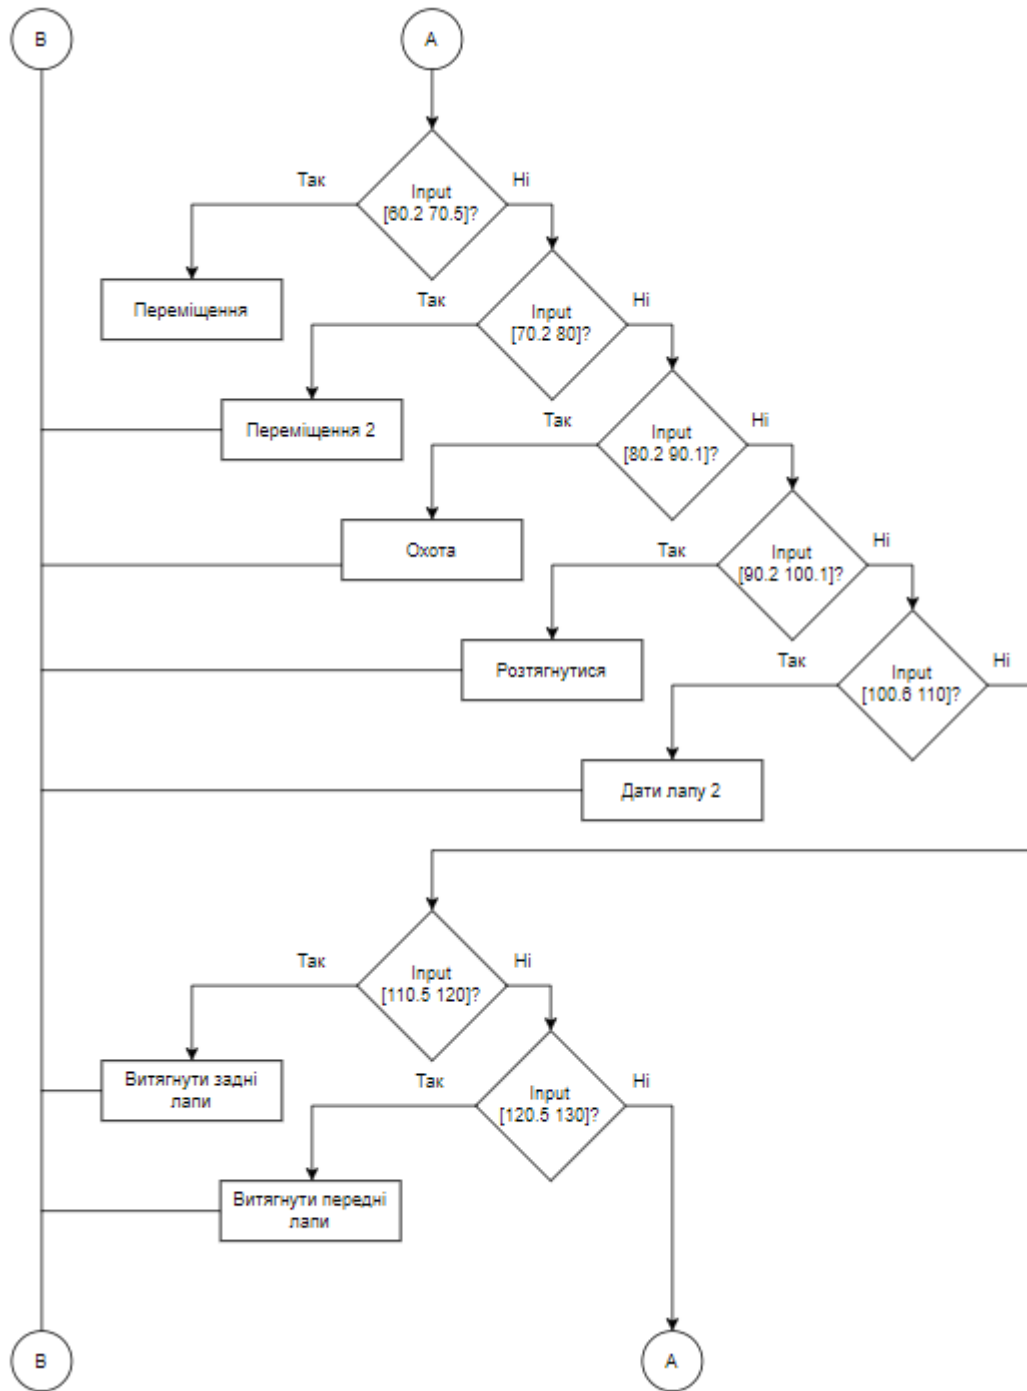 B
A
Так
Input
[60.2 70.5]?
Ні
Переміщення
Так
Input
[70.2 80]?
Ні
Переміщення 2
Так
Input
[80.2 90.1]?
Ні
Охота
Так
Input
[90.2 100.1]?
Ні
Розтягнутися
Так
Input
[100.6 110]?
Ні
Дати лапу 2
Так
Input
[110.5 120]?
Ні
Витягнути задні
лапи
Так
Input
[120.5 130]?
Ні
Витягнути передні
лапи
B
A